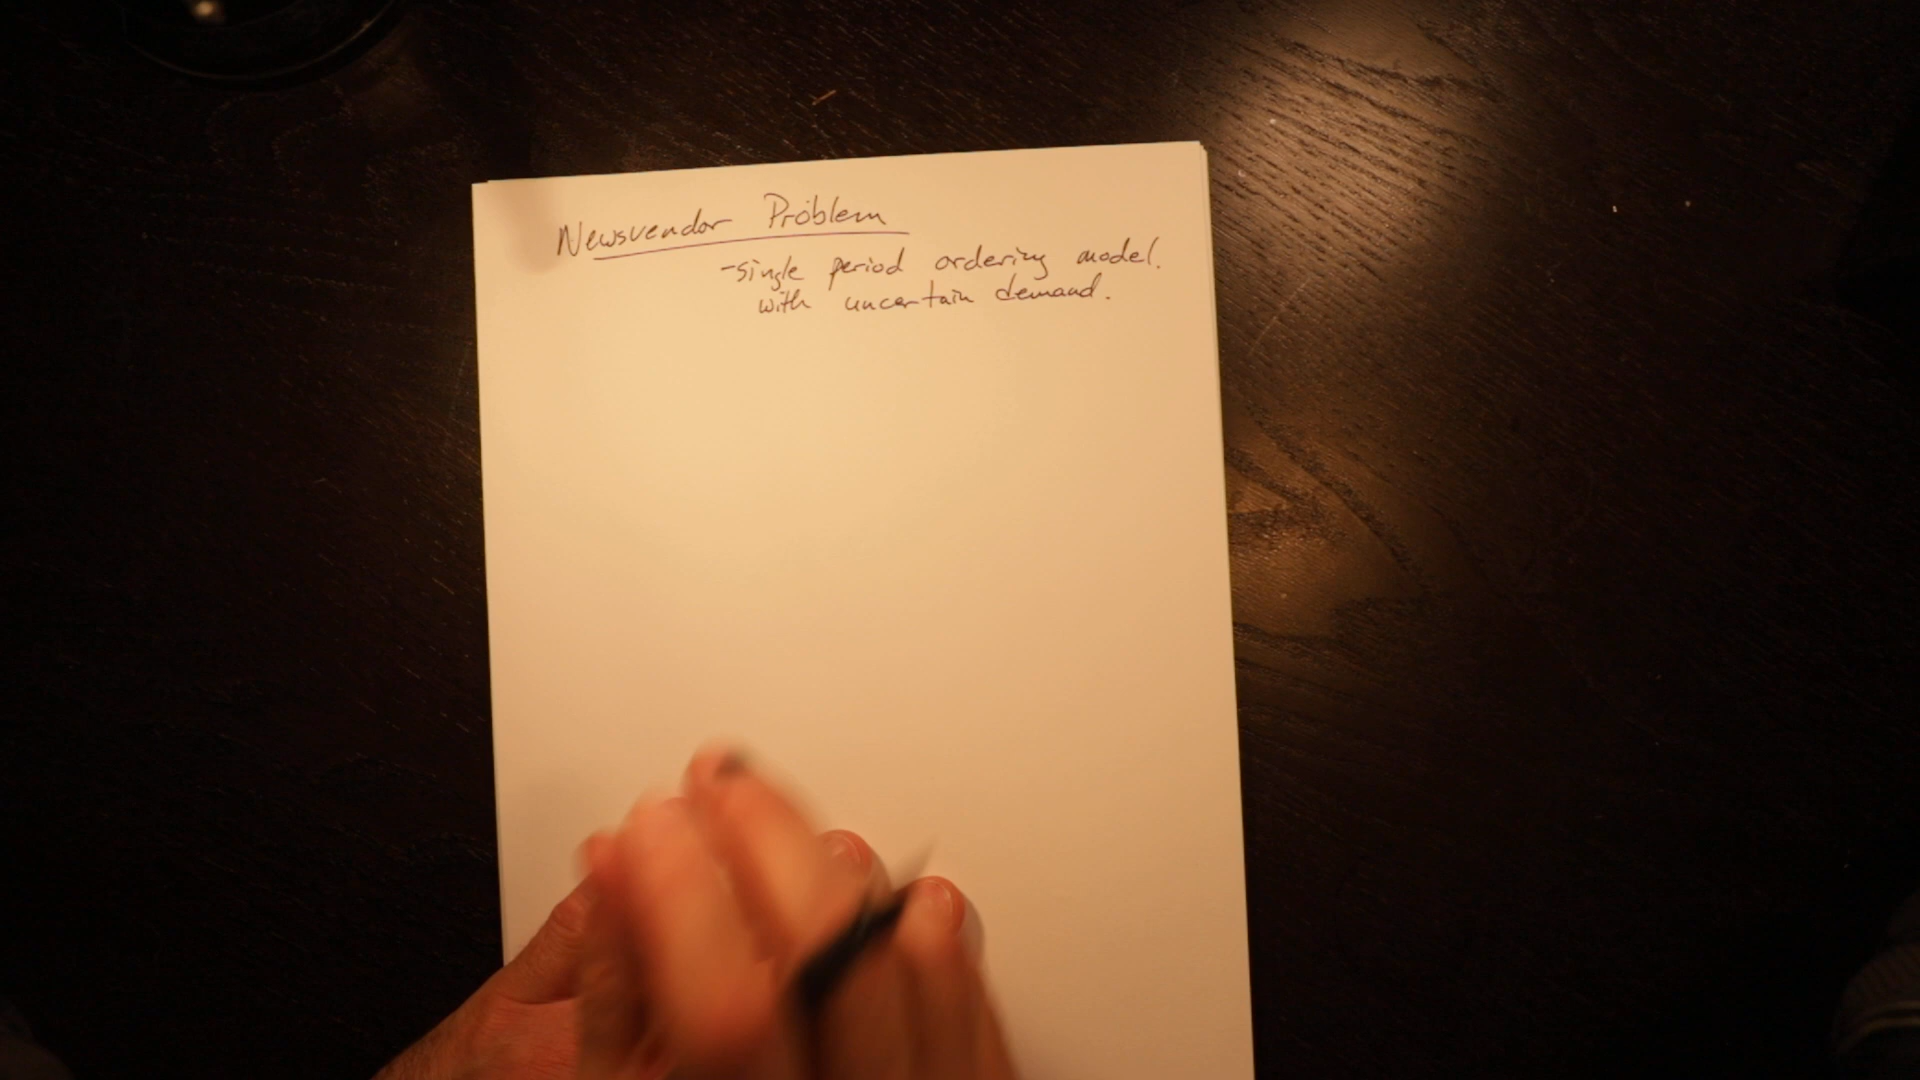 Newsvendor Problem
-single period ordering model.
with uncertain demand.